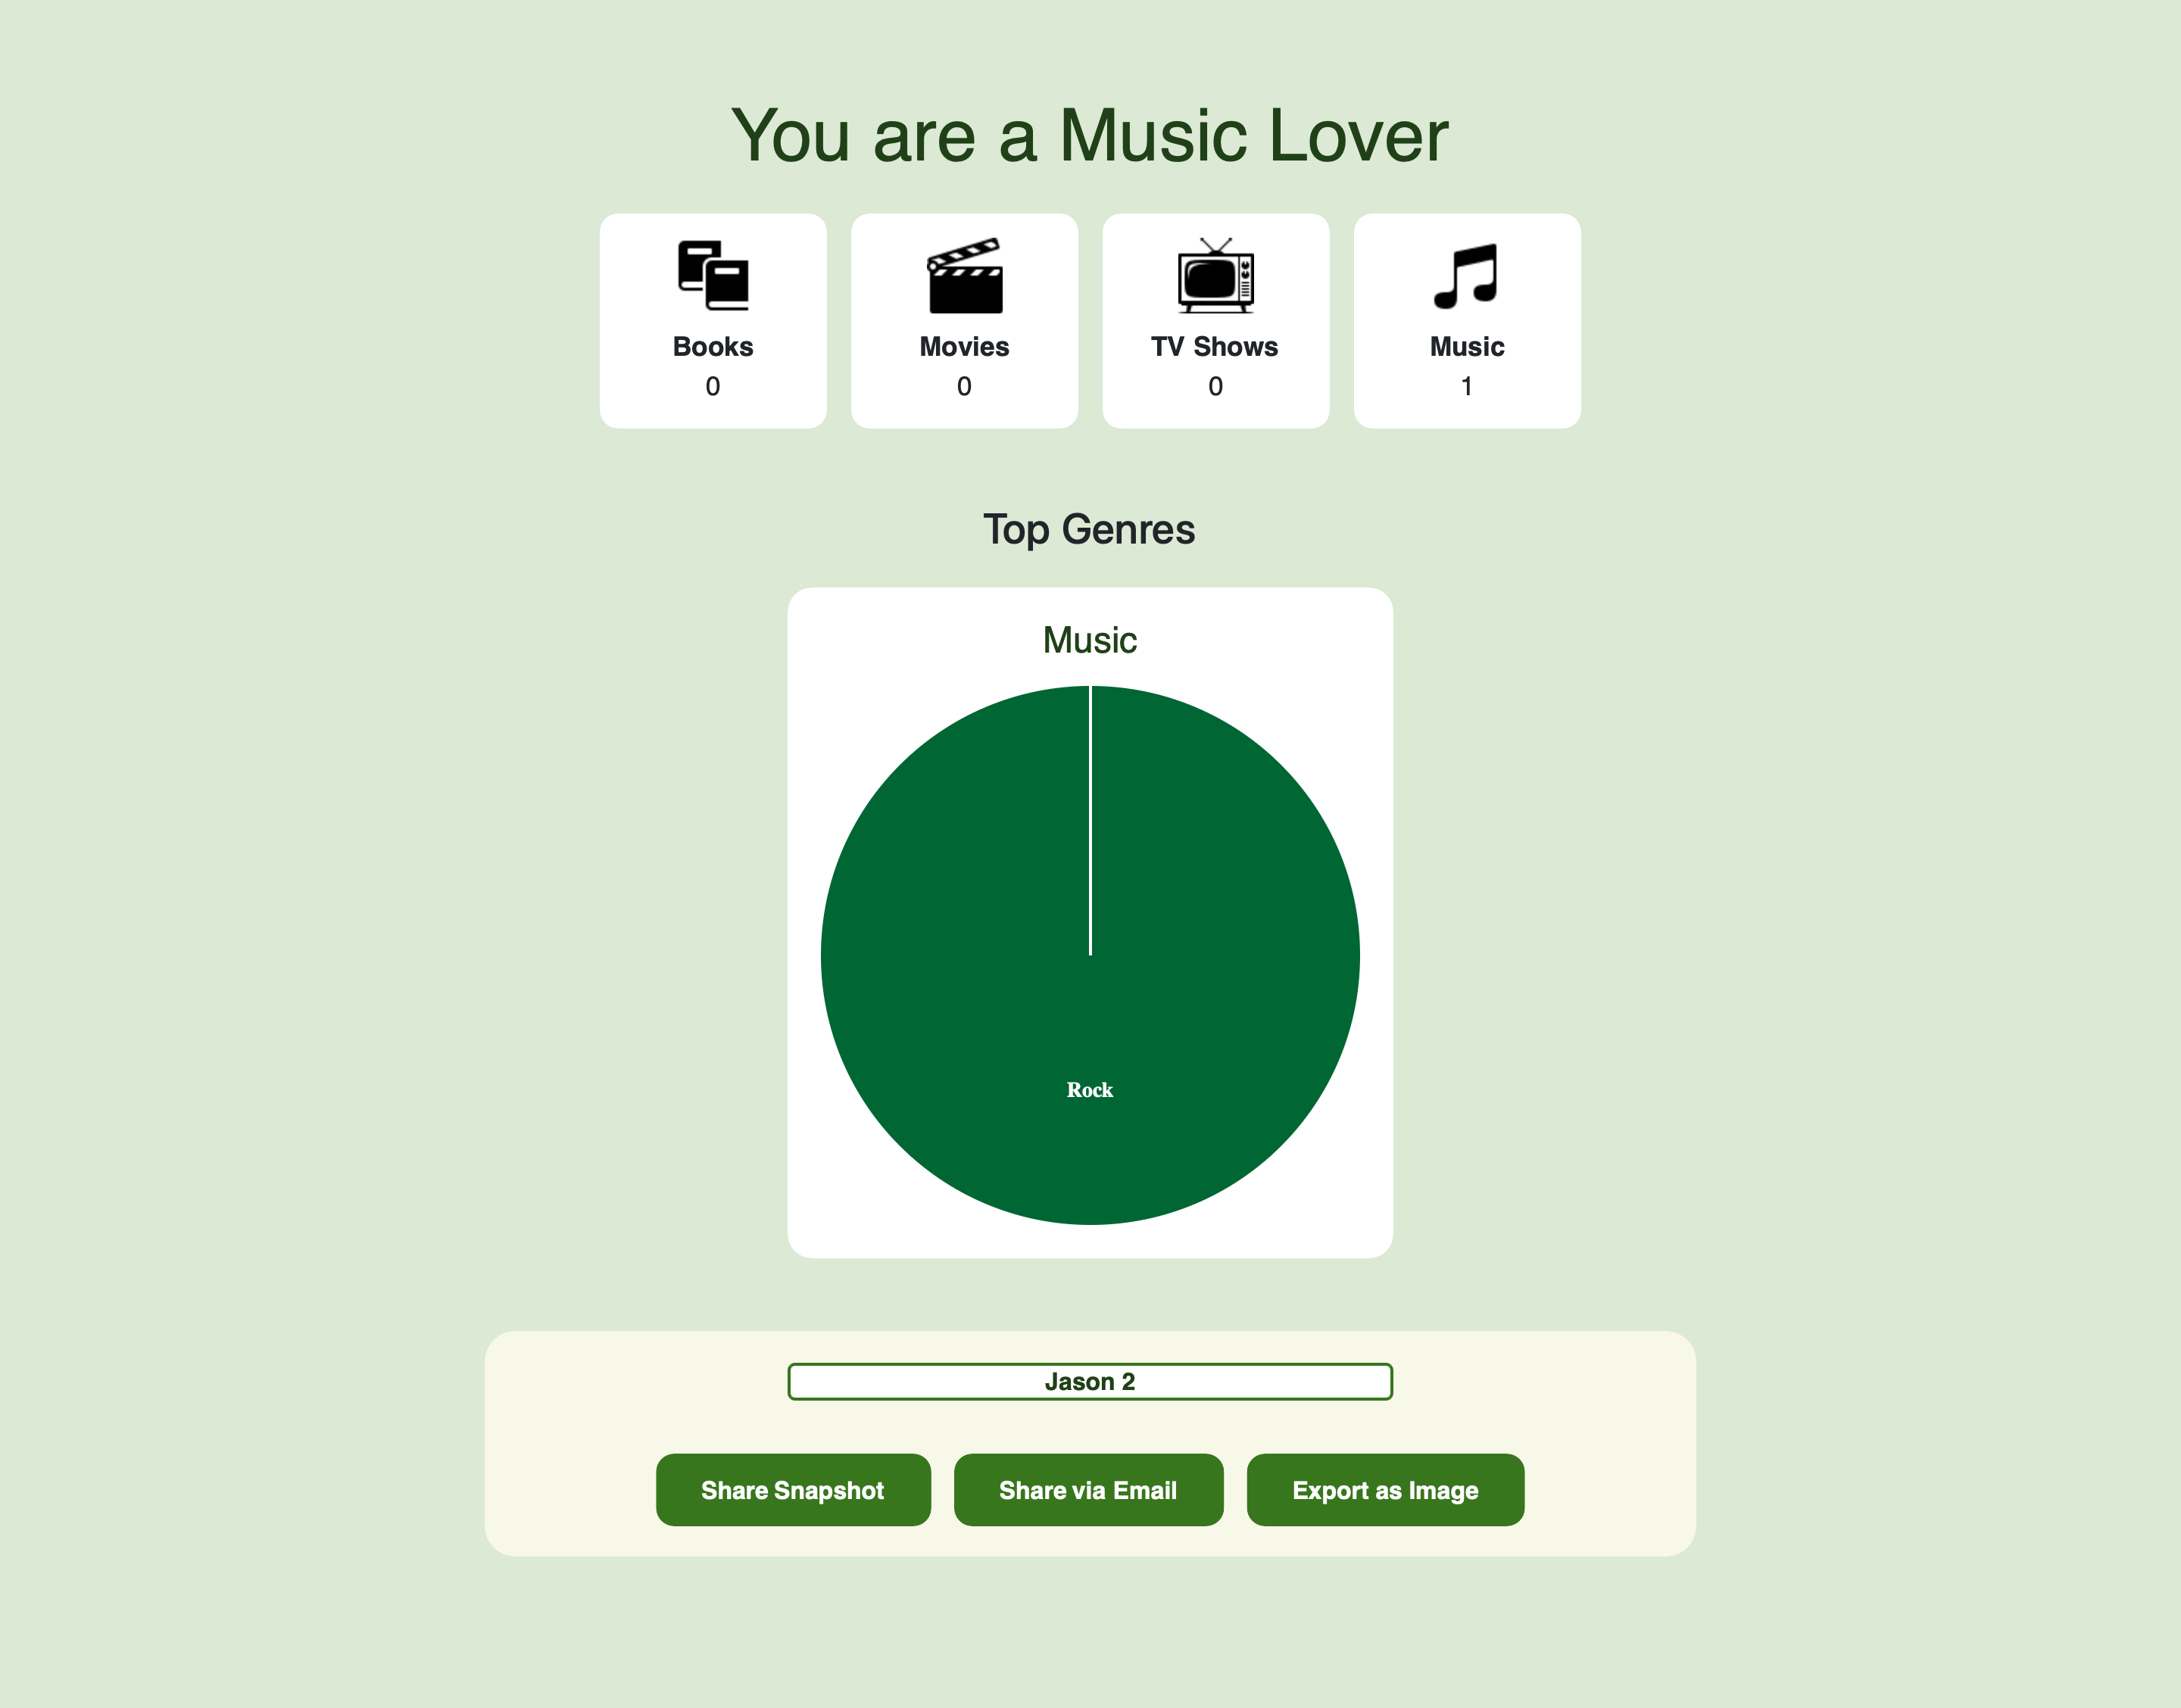 You are a Music Lover
Books
0
Movies
0
TV Shows
0
Music
1
Top Genres
Music
Rock
Jason 2
Share Snapshot
Share via Email
Export as Image